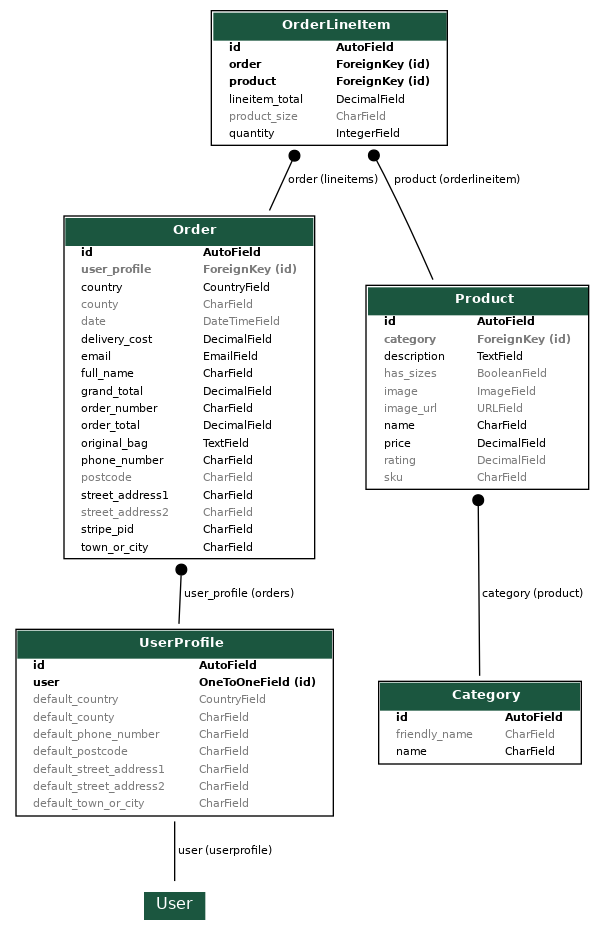 OrderLineItem
id AutoField
order ForeignKey (id)
product ForeignKey (id)
lineitem_total DecimalField
product_size CharField
quantity IntegerField
order (lineitems)
product (orderlineitem)
Order
id AutoField
user_profile ForeignKey (id)
country CountryField
county CharField
date DateTimeField
delivery_cost DecimalField
email EmailField
full_name CharField
grand_total DecimalField
order_number CharField
order_total DecimalField
original_bag TextField
phone_number CharField
postcode CharField
street_address1 CharField
street_address2 CharField
stripe_pid CharField
town_or_city CharField
Product
id AutoField
category ForeignKey (id)
description TextField
has_sizes BooleanField
image ImageField
image_url URLField
name CharField
price DecimalField
rating DecimalField
sku CharField
user_profile (orders)
category (product)
UserProfile
id AutoField
user OneToOneField (id)
default_country CountryField
default_county CharField
default_phone_number CharField
default_postcode CharField
default_street_address1 CharField
default_street_address2 CharField
default_town_or_city CharField
Category
id AutoField
friendly_name CharField
name CharField
user (userprofile)
User